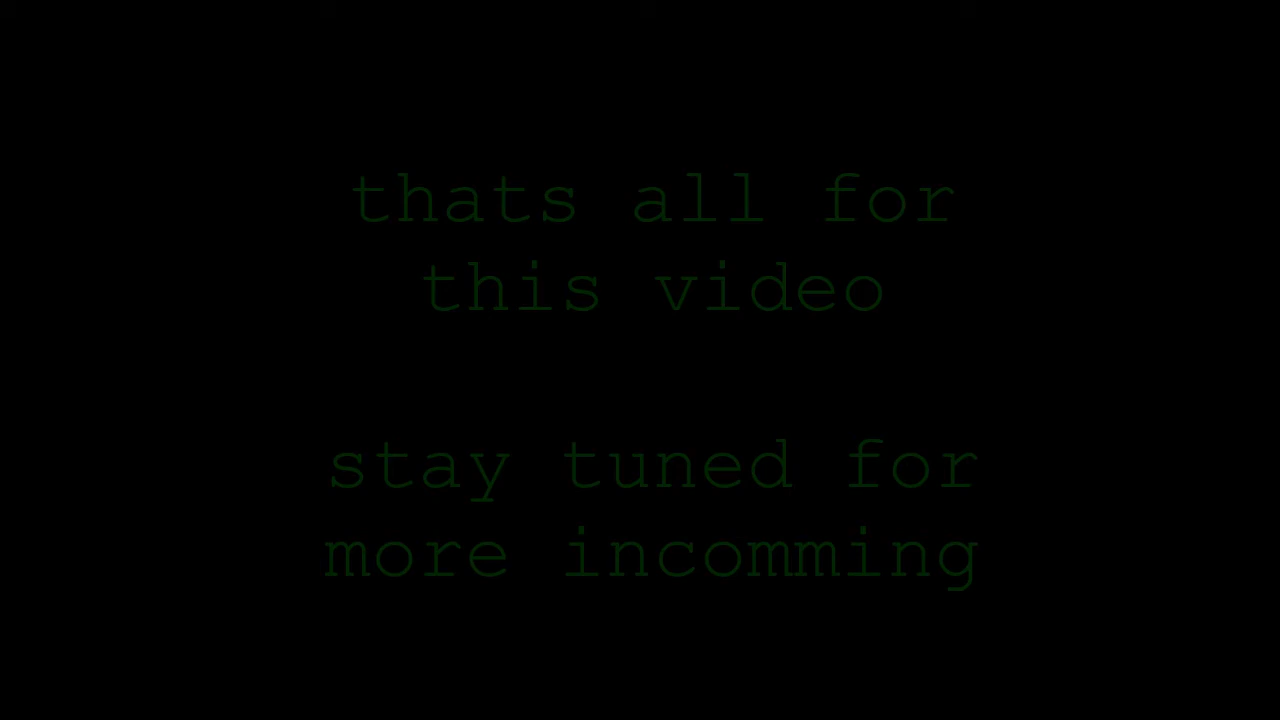 thats all for
this video
stay tuned for
more incomming